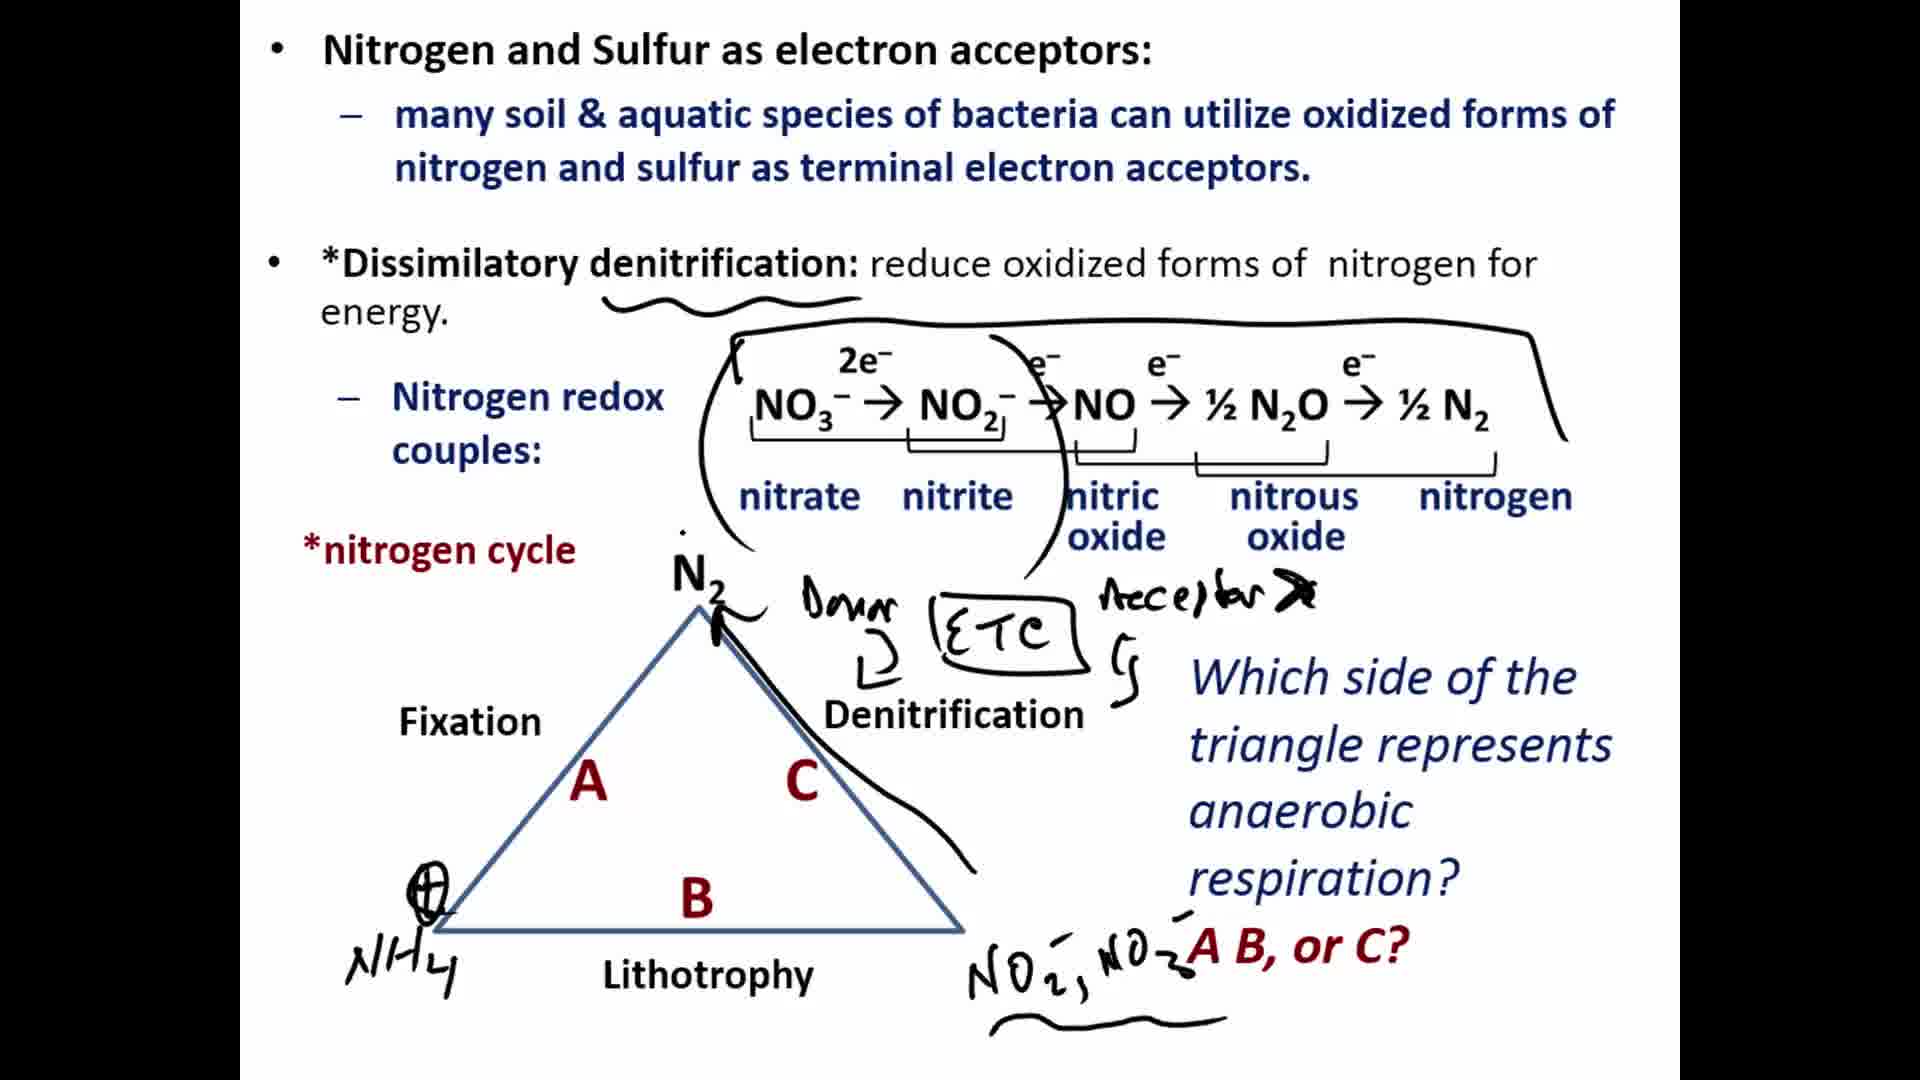 • Nitrogen and Sulfur as electron acceptors:
– many soil & aquatic species of bacteria can utilize oxidized forms of
nitrogen and sulfur as terminal electron acceptors.
• *Dissimilatory denitrification: reduce oxidized forms of nitrogen for
energy.
2e⁻ e⁻ e⁻ e⁻
– Nitrogen redox
couples:
NO₃⁻ → NO₂⁻ → NO → ½ N₂O → ½ N₂
nitrate nitrite nitric
oxide nitrous
oxide nitrogen
*nitrogen cycle
N₂
Donor ETC Acceptor
Fixation
Denitrification
A
C
B
NH₄ +
Lithotrophy
NO₂⁻, NO₃⁻
Which side of the
triangle represents
anaerobic
respiration?
A B, or C?